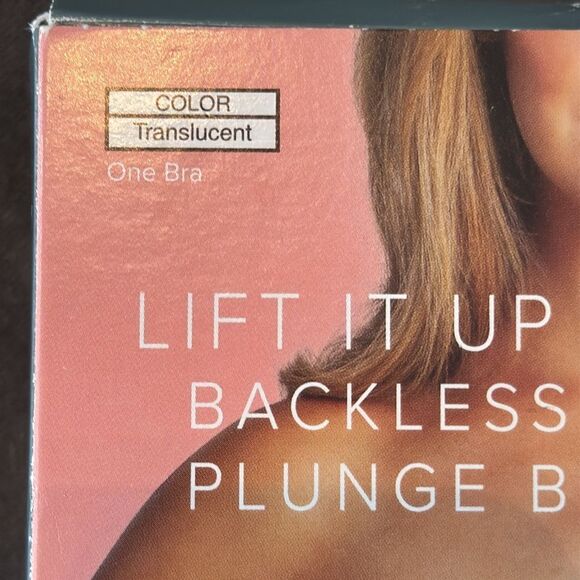 COLOR
Translucent
One Bra
LIFT IT UP
BACKLESS
PLUNGE B